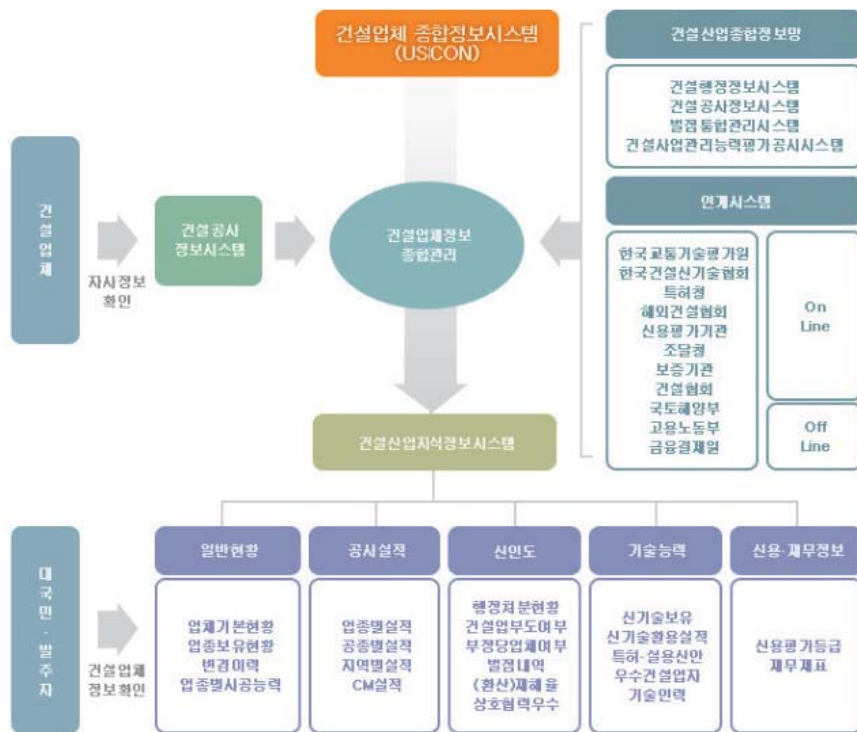 건설업체 종합정보시스템
(USICON)
건설산업종합정보망
건설행정정보시스템
건설공사정보시스템
벌점통합관리시스템
건설사업관리능력평가공시시스템
건설업체
자사정보
확인
건설공사
정보시스템
건설업체정보
종합관리
연계시스템
한국교통기술평가원
한국건설신기술협회
특허청
해외건설협회
신용평가기관
조달청
보증기관
건설협회
국토해양부
고용노동부
금융결제원
On
Line
Off
Line
건설산업지식정보시스템
대국민·발주자
건설업체
정보확인
일반현황
업체기본현황
업종보유현황
변경이력
업종별시공능력
공사실적
업종별실적
공종별실적
지역별실적
CM실적
신인도
행정처분현황
건설업부도여부
부정당업체여부
벌점내역
(환산)재해율
상호협력우수
기술능력
신기술보유
신기술활용실적
특허·실용신안
우수건설업자
기술인력
신용·재무정보
신용평가등급
재무제표